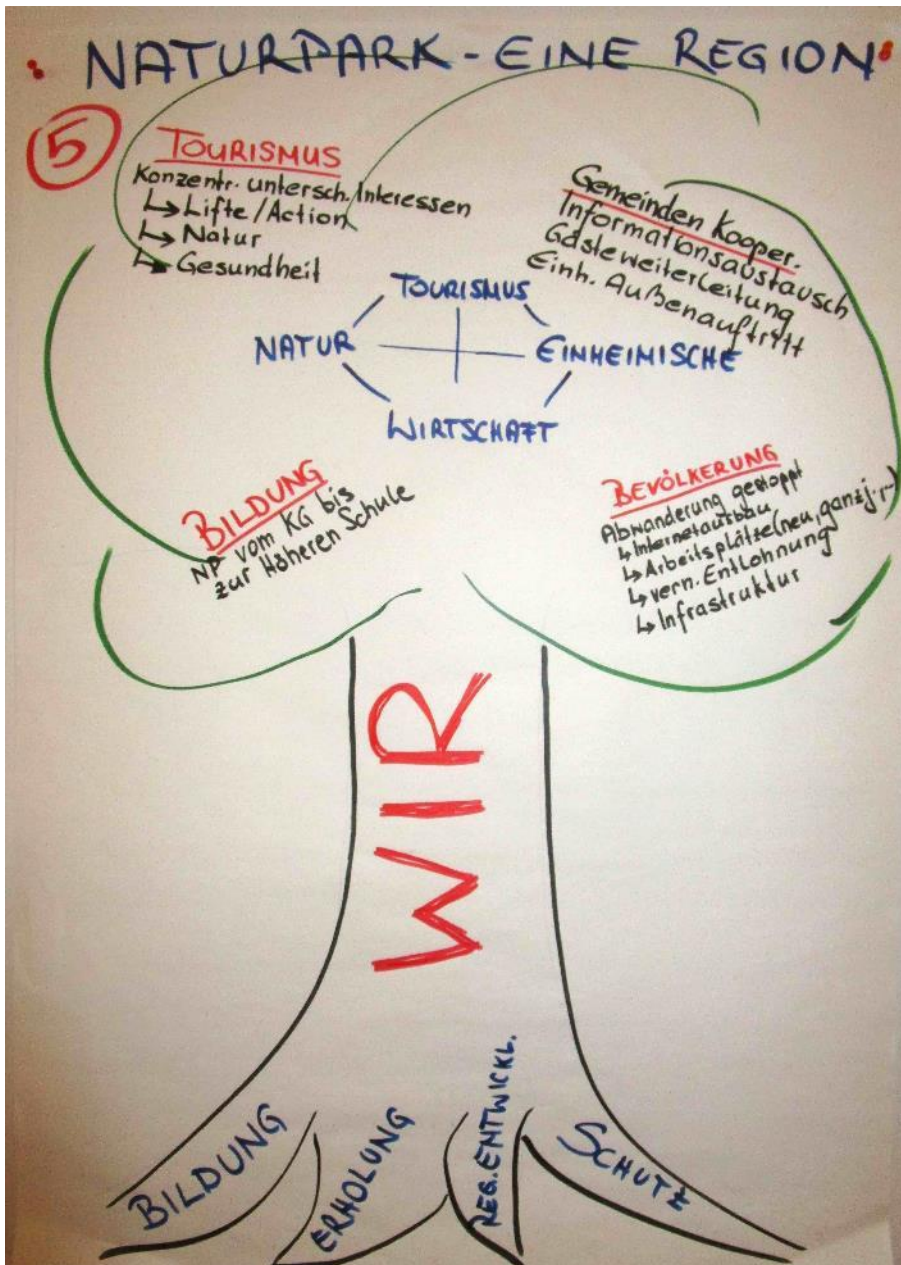 NATURPARK - EINE REGION
5
TOURISMUS
Konzentr. untersch. Interessen
↳ Lifte/Action
↳ Natur
↳ Gesundheit
Gemeinden Kooper.
Informationsaustausch
Gästeweiterleitung
Einh. Außenauftritt
TOURISMUS
NATUR
EINHEIMISCHE
WIRTSCHAFT
BILDUNG
NP vom KG bis
zur Höheren Schule
BEVÖLKERUNG
Abwanderung gestoppt
↳ Internetausbau
↳ Arbeitsplätze (neu, ganzj., ...)
↳ vern. Entlohnung
↳ Infrastruktur
WIR
BILDUNG
ERHOLUNG
REG. ENTWICKL.
SCHUTZ